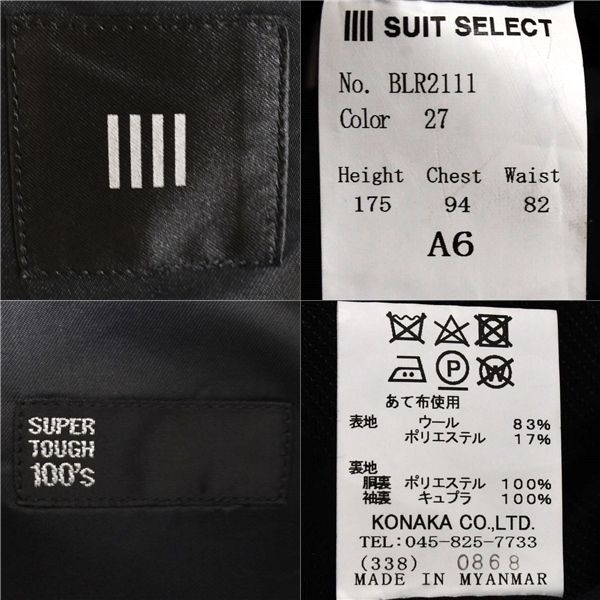 SUIT SELECT
No. BLR2111
Color 27
Height Chest Waist
175 94 82
A6
SUPER
TOUGH
100's
P
W
あて布使用
表地 ウール 83%
ポリエステル 17%
裏地
胴裏 ポリエステル 100%
袖裏 キュプラ 100%
KONAKA CO.,LTD.
TEL:045-825-7733
(338) 0868
MADE IN MYANMAR